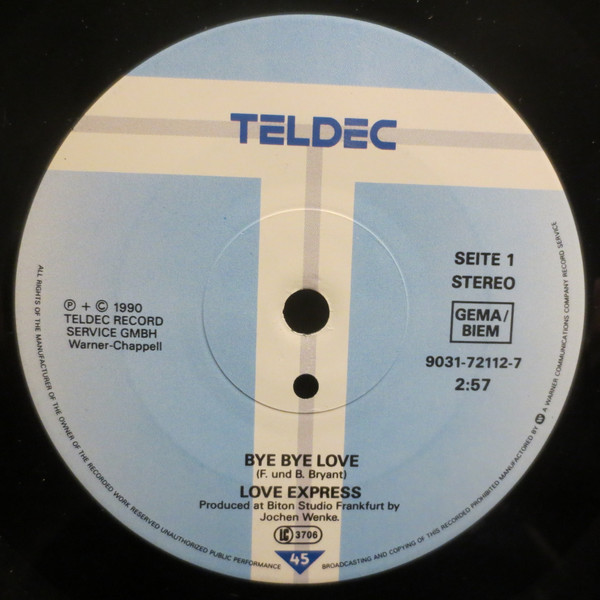 TELDEC
SEITE 1
STEREO
GEMA/
BIEM
9031-72112-7
2:57
Ⓟ + © 1990
TELDEC RECORD
SERVICE GMBH
Warner-Chappell
BYE BYE LOVE
(F. und B. Bryant)
LOVE EXPRESS
Produced at Biton Studio Frankfurt by
Jochen Wenke.
LC 3706
45
ALL RIGHTS OF THE MANUFACTURER OF THE OWNER OF THE RECORDED WORK RESERVED UNAUTHORIZED PUBLIC PERFORMANCE BROADCASTING AND COPYING OF THIS RECORD PROHIBITED MANUFACTURED BY W A WARNER COMMUNICATIONS COMPANY RECORD SERVICE